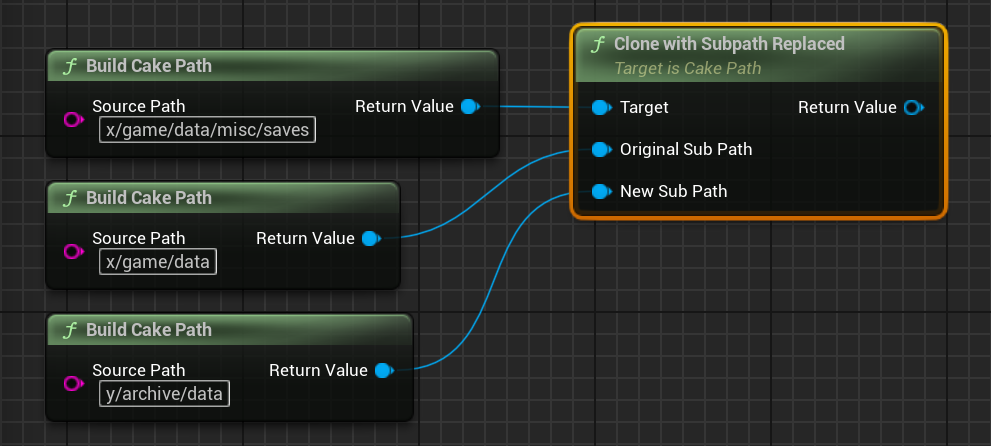 Build Cake Path
Source Path
Return Value
x/game/data/misc/saves
Build Cake Path
Source Path
Return Value
x/game/data
Build Cake Path
Source Path
Return Value
y/archive/data
Clone with Subpath Replaced
Target is Cake Path
Target
Return Value
Original Sub Path
New Sub Path